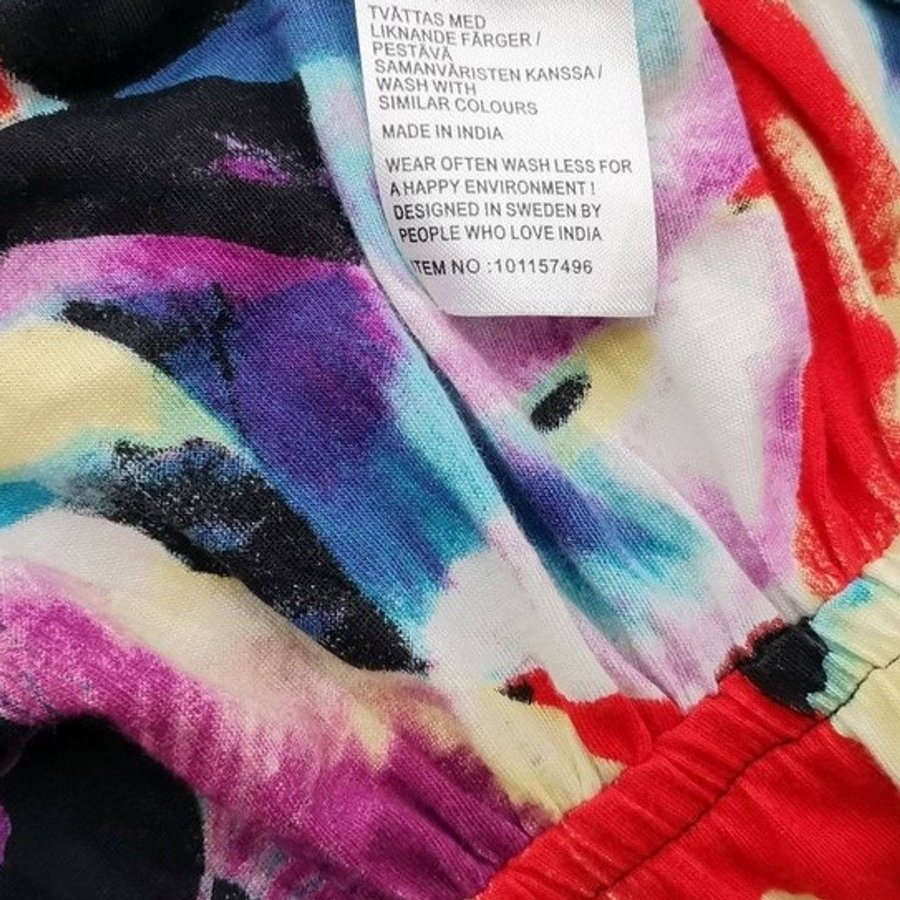 TVÄTTAS MED
LIKNANDE FÄRGER /
PESTÄVÄ
SAMANVÄRISTEN KANSSA /
WASH WITH
SIMILAR COLOURS
MADE IN INDIA
WEAR OFTEN WASH LESS FOR
A HAPPY ENVIRONMENT !
DESIGNED IN SWEDEN BY
PEOPLE WHO LOVE INDIA
ITEM NO :101157496